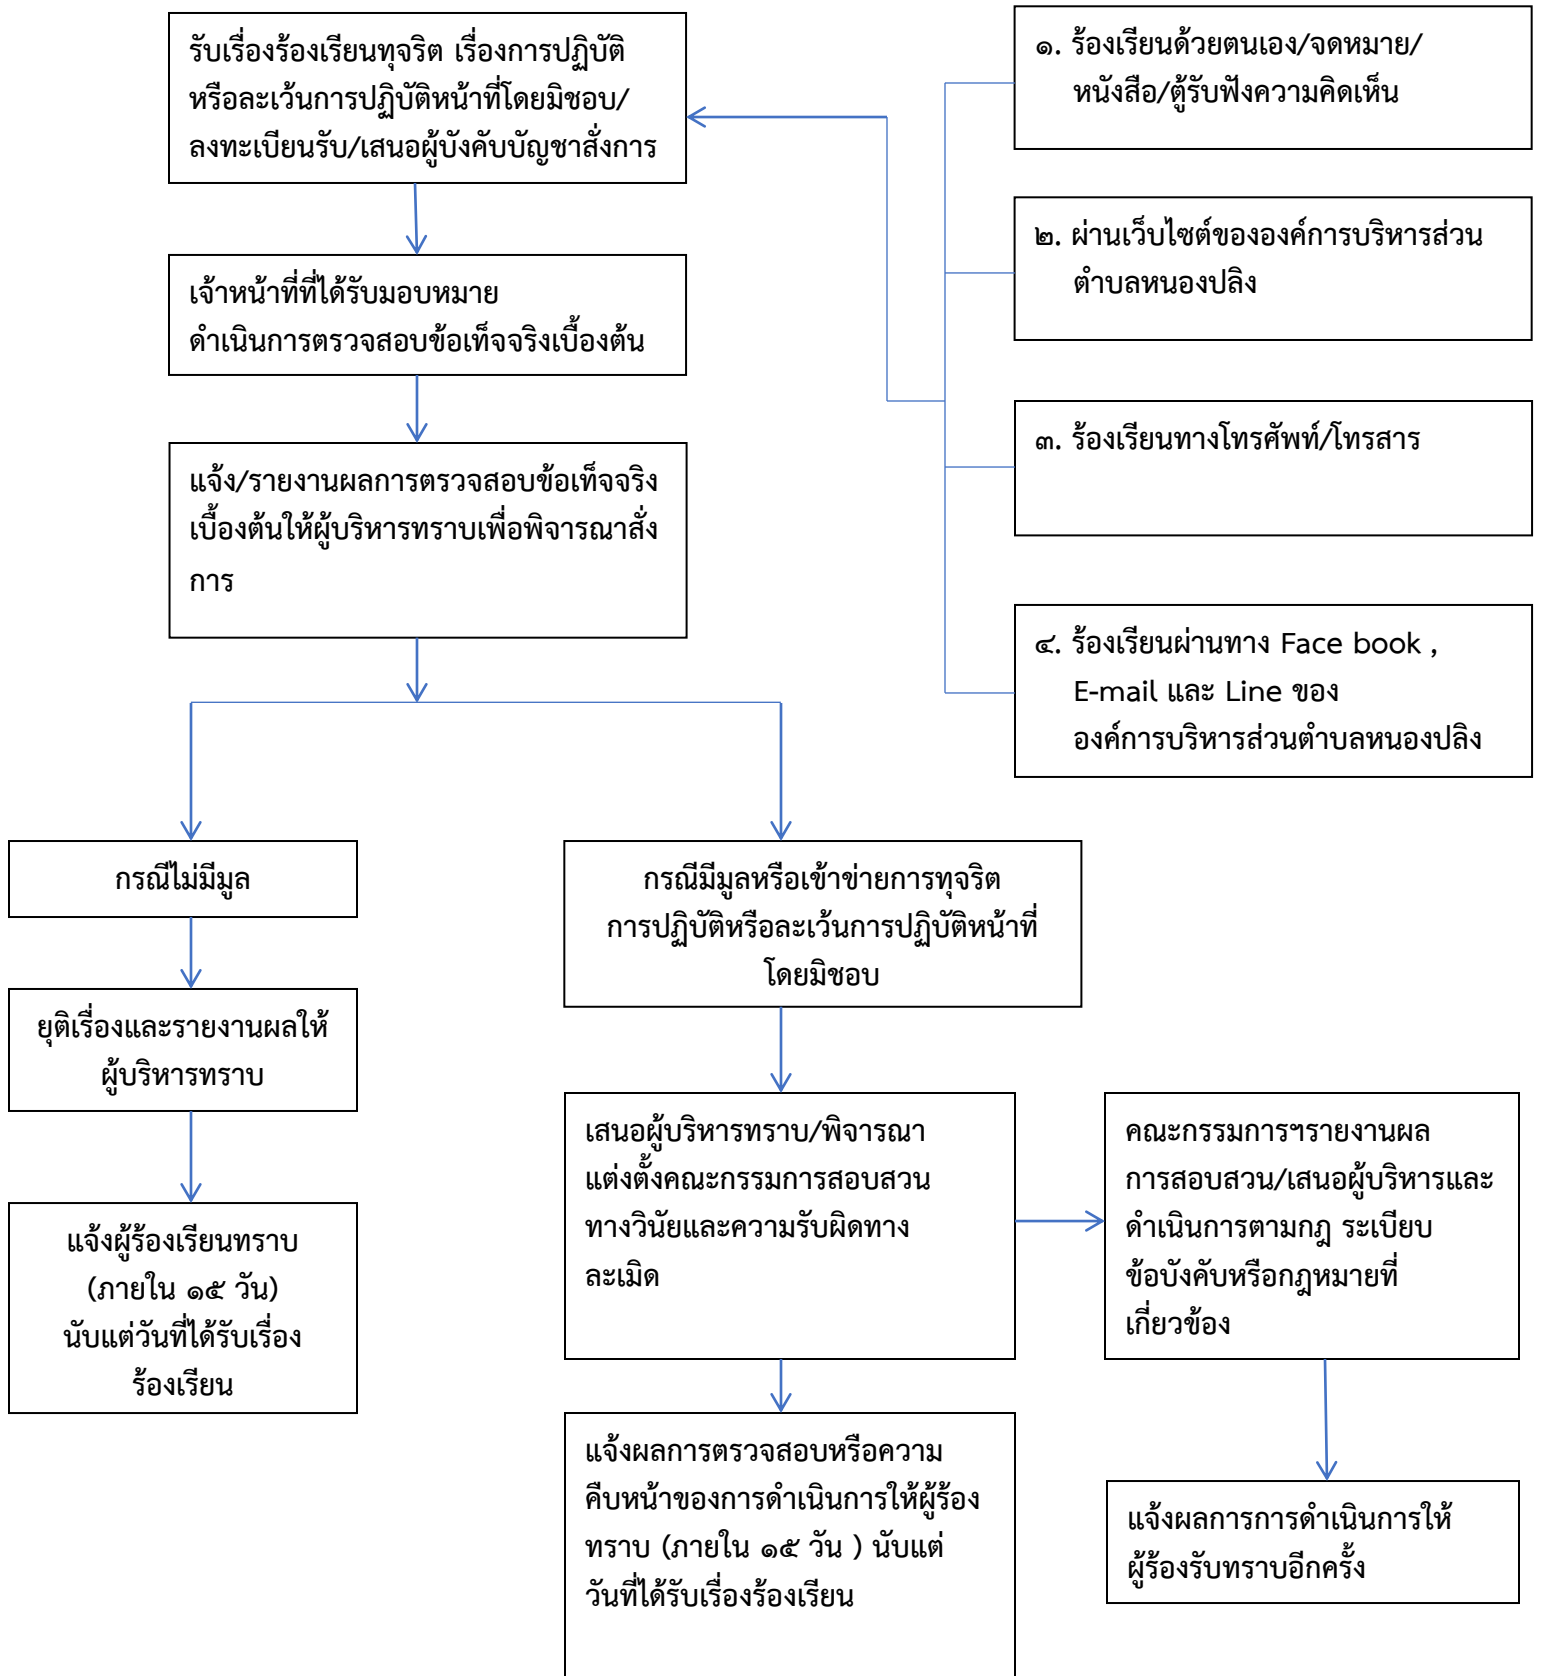 รับเรื่องร้องเรียนทุจริต เรื่องการปฏิบัติ
หรือละเว้นการปฏิบัติหน้าที่โดยมิชอบ/
ลงทะเบียนรับ/เสนอผู้บังคับบัญชาสั่งการ
๑. ร้องเรียนด้วยตนเอง/จดหมาย/
หนังสือ/ตู้รับฟังความคิดเห็น
๒. ผ่านเว็บไซต์ขององค์การบริหารส่วน
ตำบลหนองปลิง
๓. ร้องเรียนทางโทรศัพท์/โทรสาร
๔. ร้องเรียนผ่านทาง Face book ,
E-mail และ Line ของ
องค์การบริหารส่วนตำบลหนองปลิง
เจ้าหน้าที่ที่ได้รับมอบหมาย
ดำเนินการตรวจสอบข้อเท็จจริงเบื้องต้น
แจ้ง/รายงานผลการตรวจสอบข้อเท็จจริง
เบื้องต้นให้ผู้บริหารทราบเพื่อพิจารณาสั่ง
การ
กรณีไม่มีมูล
ยุติเรื่องและรายงานผลให้
ผู้บริหารทราบ
แจ้งผู้ร้องเรียนทราบ
(ภายใน ๑๕ วัน)
นับแต่วันที่ได้รับเรื่อง
ร้องเรียน
กรณีมีมูลหรือเข้าข่ายการทุจริต
การปฏิบัติหรือละเว้นการปฏิบัติหน้าที่
โดยมิชอบ
เสนอผู้บริหารทราบ/พิจารณา
แต่งตั้งคณะกรรมการสอบสวน
ทางวินัยและความรับผิดทาง
ละเมิด
คณะกรรมการฯรายงานผล
การสอบสวน/เสนอผู้บริหารและ
ดำเนินการตามกฎ ระเบียบ
ข้อบังคับหรือกฎหมายที่
เกี่ยวข้อง
แจ้งผลการตรวจสอบหรือความ
คืบหน้าของการดำเนินการให้ผู้ร้อง
ทราบ (ภายใน ๑๕ วัน ) นับแต่
วันที่ได้รับเรื่องร้องเรียน
แจ้งผลการการดำเนินการให้
ผู้ร้องรับทราบอีกครั้ง